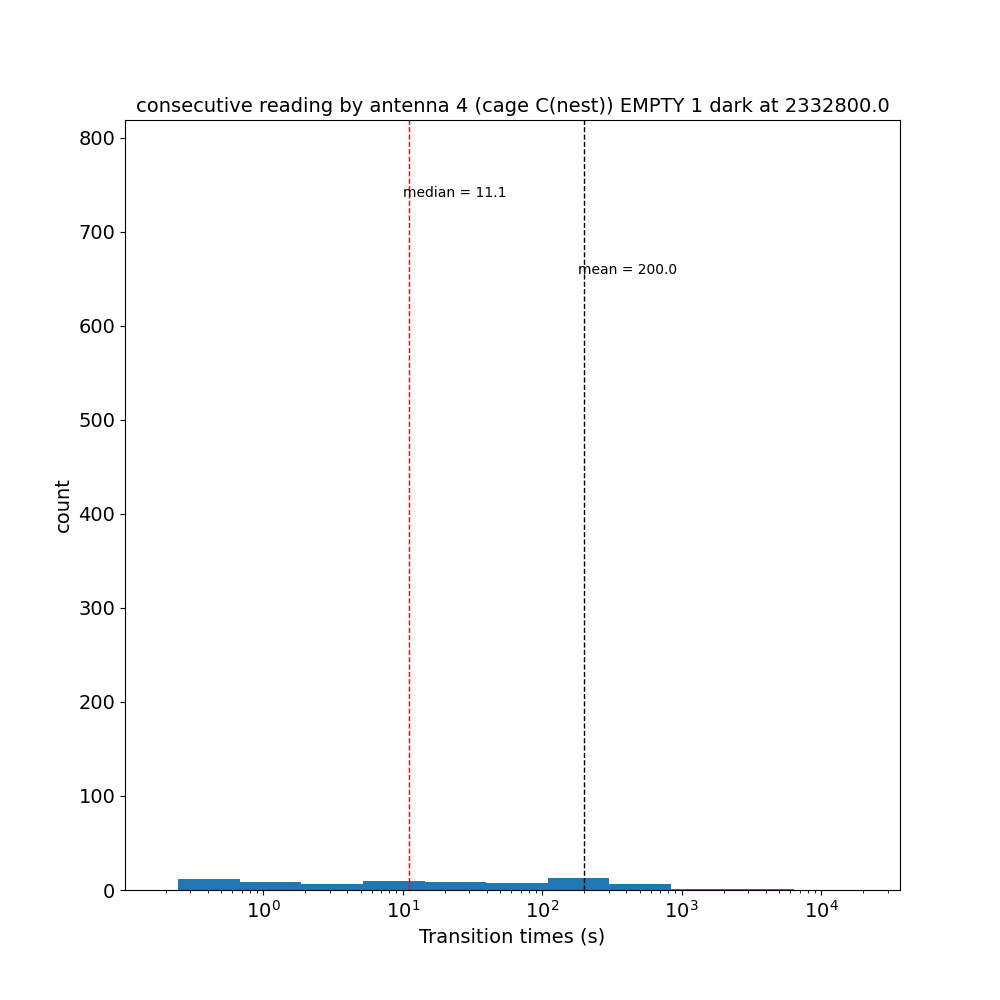 consecutive reading by antenna 4 (cage C(nest)) EMPTY 1 dark at 2332800.0
800
median = 11.1
700
mean = 200.0
600
500
count
400
300
200
100
0
10⁰ 10¹ 10² 10³ 10⁴
Transition times (s)